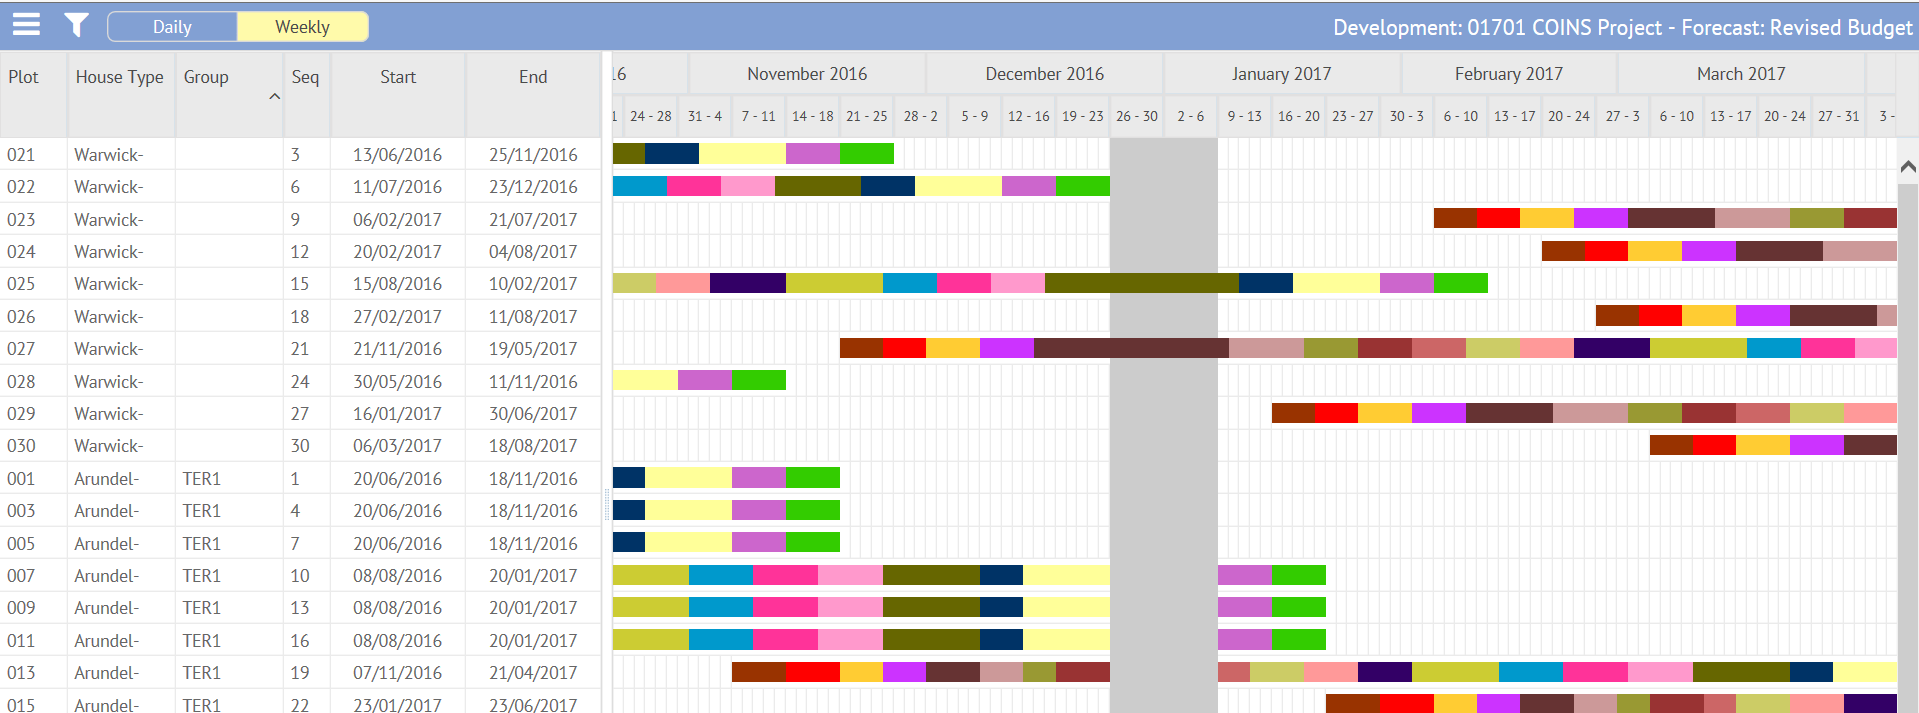 Daily Weekly Development: 01701 COINS Project - Forecast: Revised Budget
Plot House Type Group Seq Start End 16 November 2016 December 2016 January 2017 February 2017 March 2017
1 24 - 28 31 - 4 7 - 11 14 - 18 21 - 25 28 - 2 5 - 9 12 - 16 19 - 23 26 - 30 2 - 6 9 - 13 16 - 20 23 - 27 30 - 3 6 - 10 13 - 17 20 - 24 27 - 3 6 - 10 13 - 17 20 - 24 27 - 31 3 -
021 Warwick- 3 13/06/2016 25/11/2016
022 Warwick- 6 11/07/2016 23/12/2016
023 Warwick- 9 06/02/2017 21/07/2017
024 Warwick- 12 20/02/2017 04/08/2017
025 Warwick- 15 15/08/2016 10/02/2017
026 Warwick- 18 27/02/2017 11/08/2017
027 Warwick- 21 21/11/2016 19/05/2017
028 Warwick- 24 30/05/2016 11/11/2016
029 Warwick- 27 16/01/2017 30/06/2017
030 Warwick- 30 06/03/2017 18/08/2017
001 Arundel- TER1 1 20/06/2016 18/11/2016
003 Arundel- TER1 4 20/06/2016 18/11/2016
005 Arundel- TER1 7 20/06/2016 18/11/2016
007 Arundel- TER1 10 08/08/2016 20/01/2017
009 Arundel- TER1 13 08/08/2016 20/01/2017
011 Arundel- TER1 16 08/08/2016 20/01/2017
013 Arundel- TER1 19 07/11/2016 21/04/2017
015 Arundel- TER1 22 23/01/2017 23/06/2017